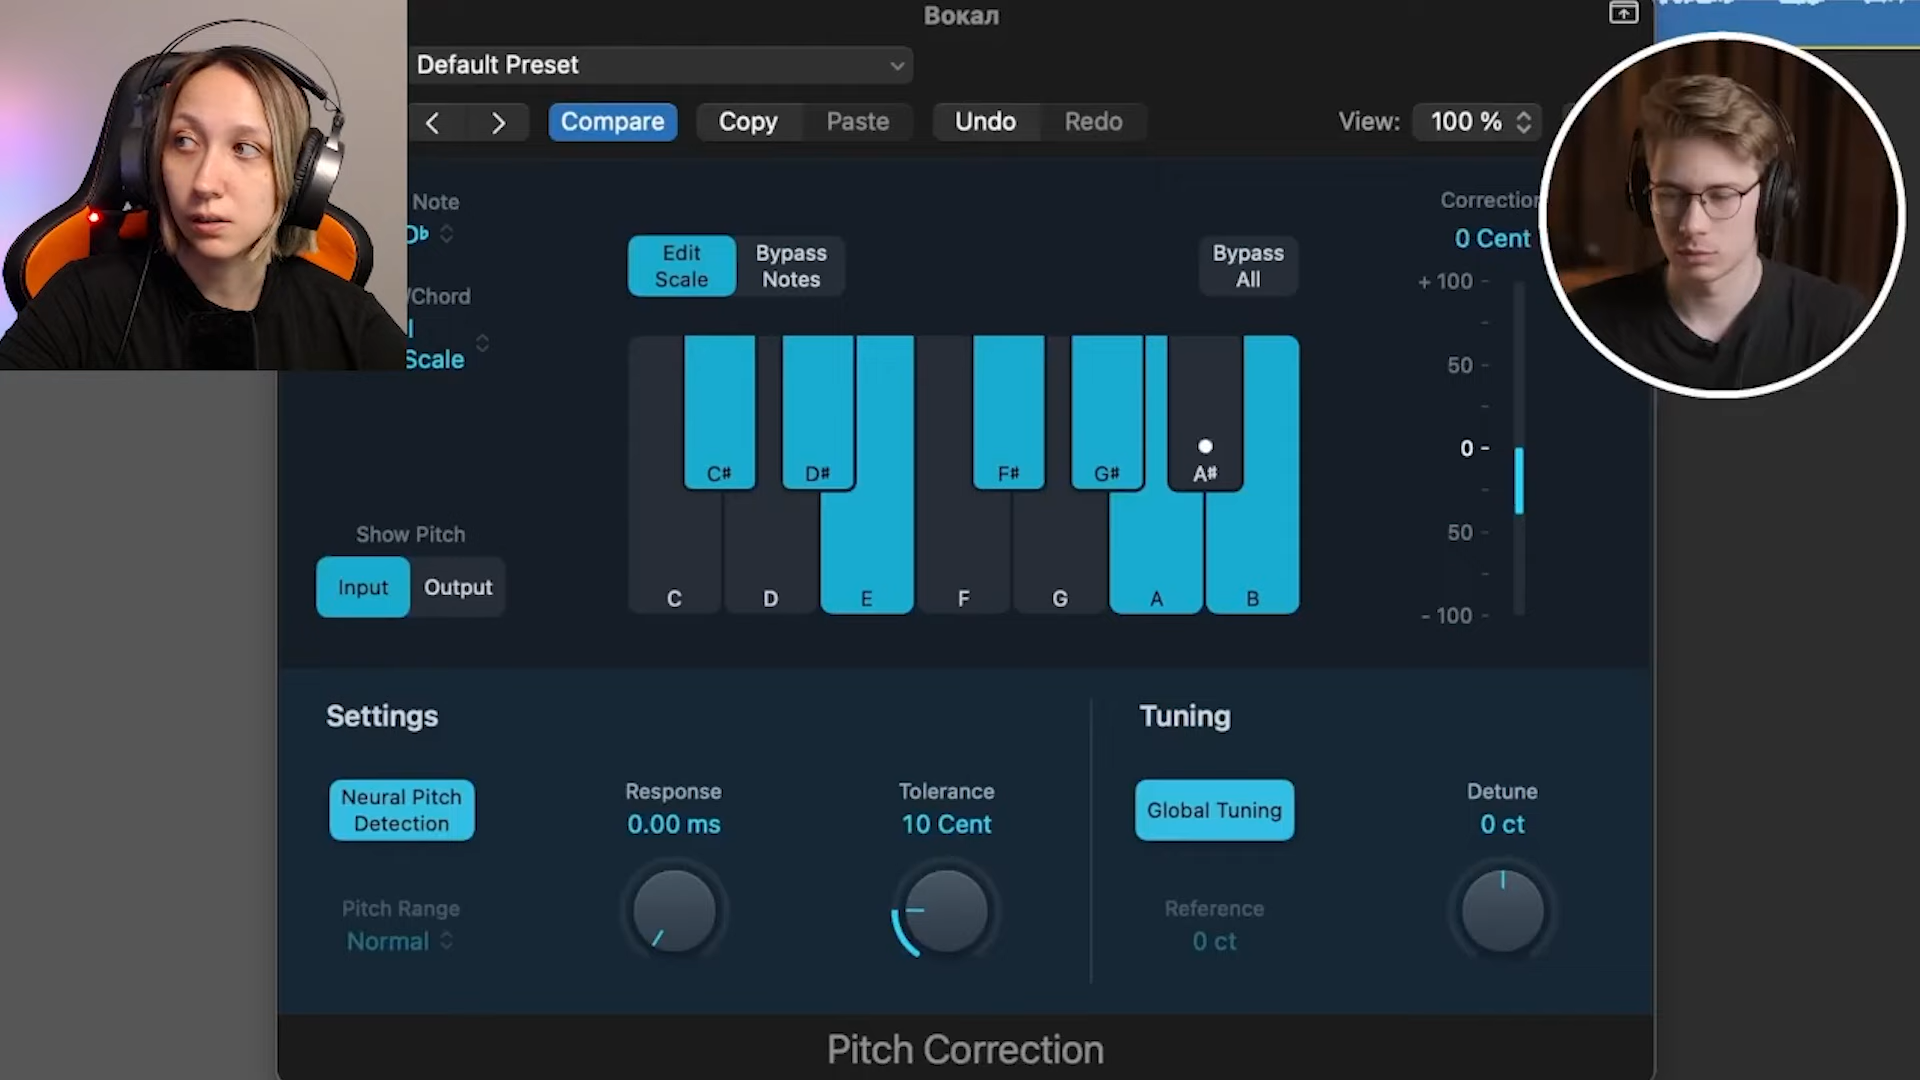 Вокал
Default Preset
Compare
Copy
Paste
Undo
Redo
View:
100 %
Note
D♭
/Chord
Scale
Edit
Scale
Bypass
Notes
Bypass
All
Correction
0 Cent
+ 100
50
0
50
- 100
C#
D#
F#
G#
A#
C
D
E
F
G
A
B
Show Pitch
Input
Output
Settings
Tuning
Neural Pitch
Detection
Response
0.00 ms
Tolerance
10 Cent
Global Tuning
Detune
0 ct
Pitch Range
Normal
Reference
0 ct
Pitch Correction